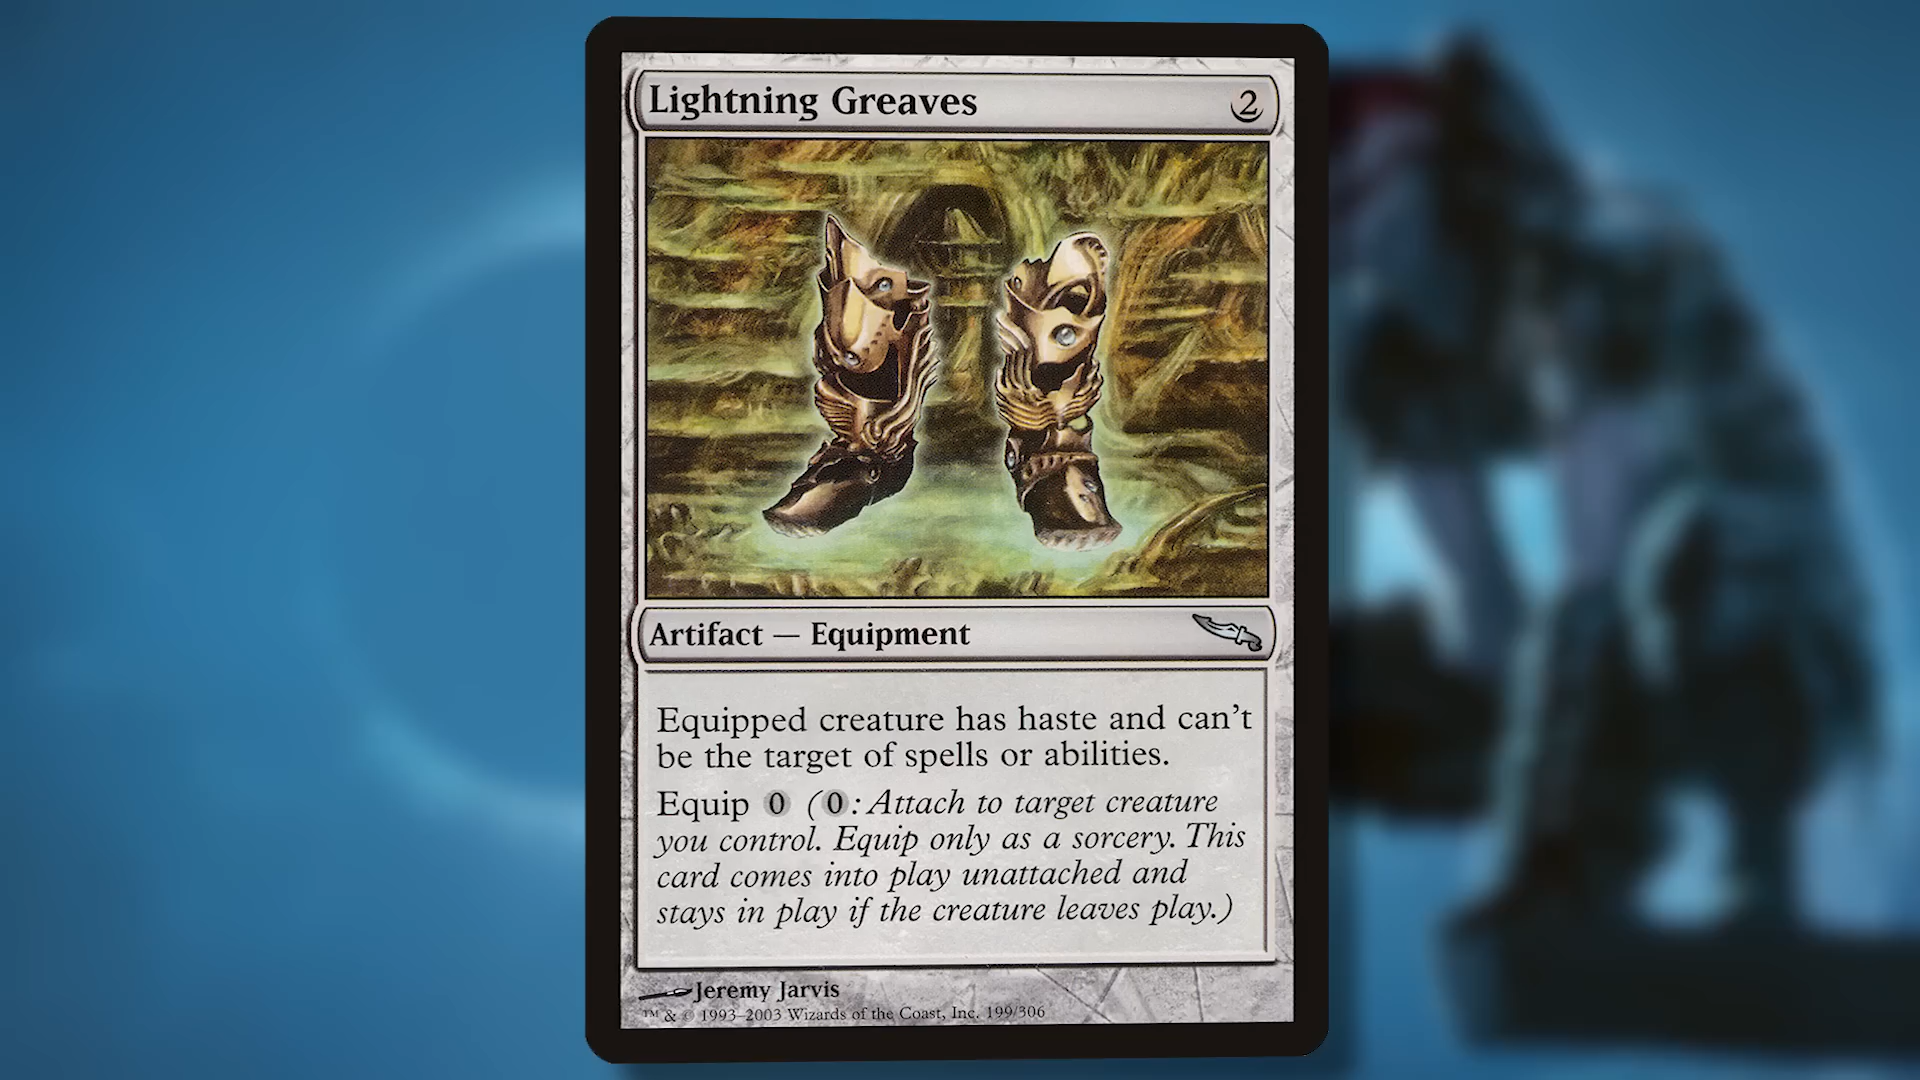 Lightning Greaves 2
Artifact — Equipment
Equipped creature has haste and can't
be the target of spells or abilities.
Equip 0 (0: Attach to target creature
you control. Equip only as a sorcery. This
card comes into play unattached and
stays in play if the creature leaves play.)
Jeremy Jarvis
™ & © 1993–2003 Wizards of the Coast, Inc. 199/306